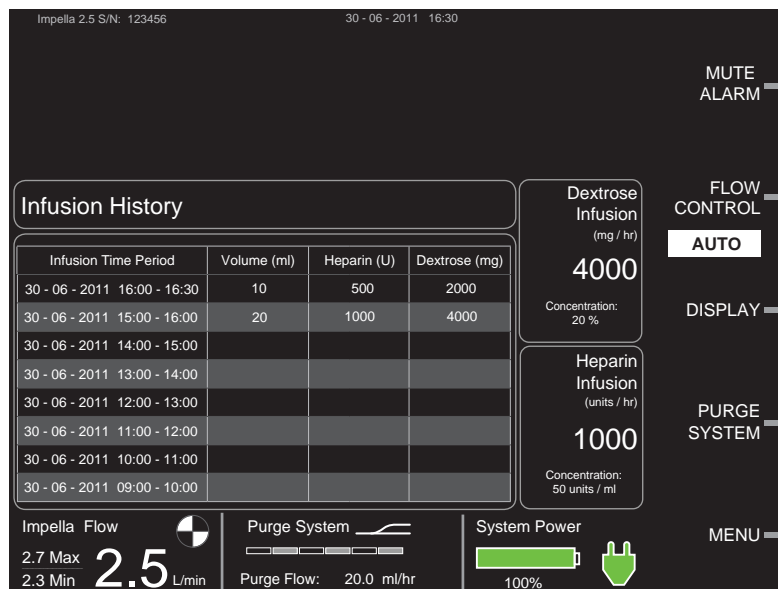 Impella 2.5 S/N: 123456
30 - 06 - 2011 16:30
MUTE
ALARM
FLOW
CONTROL
AUTO
DISPLAY
PURGE
SYSTEM
MENU
Infusion History
Infusion Time Period Volume (ml) Heparin (U) Dextrose (mg)
30 - 06 - 2011 16:00 - 16:30 10 500 2000
30 - 06 - 2011 15:00 - 16:00 20 1000 4000
30 - 06 - 2011 14:00 - 15:00
30 - 06 - 2011 13:00 - 14:00
30 - 06 - 2011 12:00 - 13:00
30 - 06 - 2011 11:00 - 12:00
30 - 06 - 2011 10:00 - 11:00
30 - 06 - 2011 09:00 - 10:00
Dextrose
Infusion
(mg / hr)
4000
Concentration:
20 %
Heparin
Infusion
(units / hr)
1000
Concentration:
50 units / ml
Impella Flow
2.7 Max
2.3 Min
2.5 L/min
Purge System
Purge Flow: 20.0 ml/hr
System Power
100%